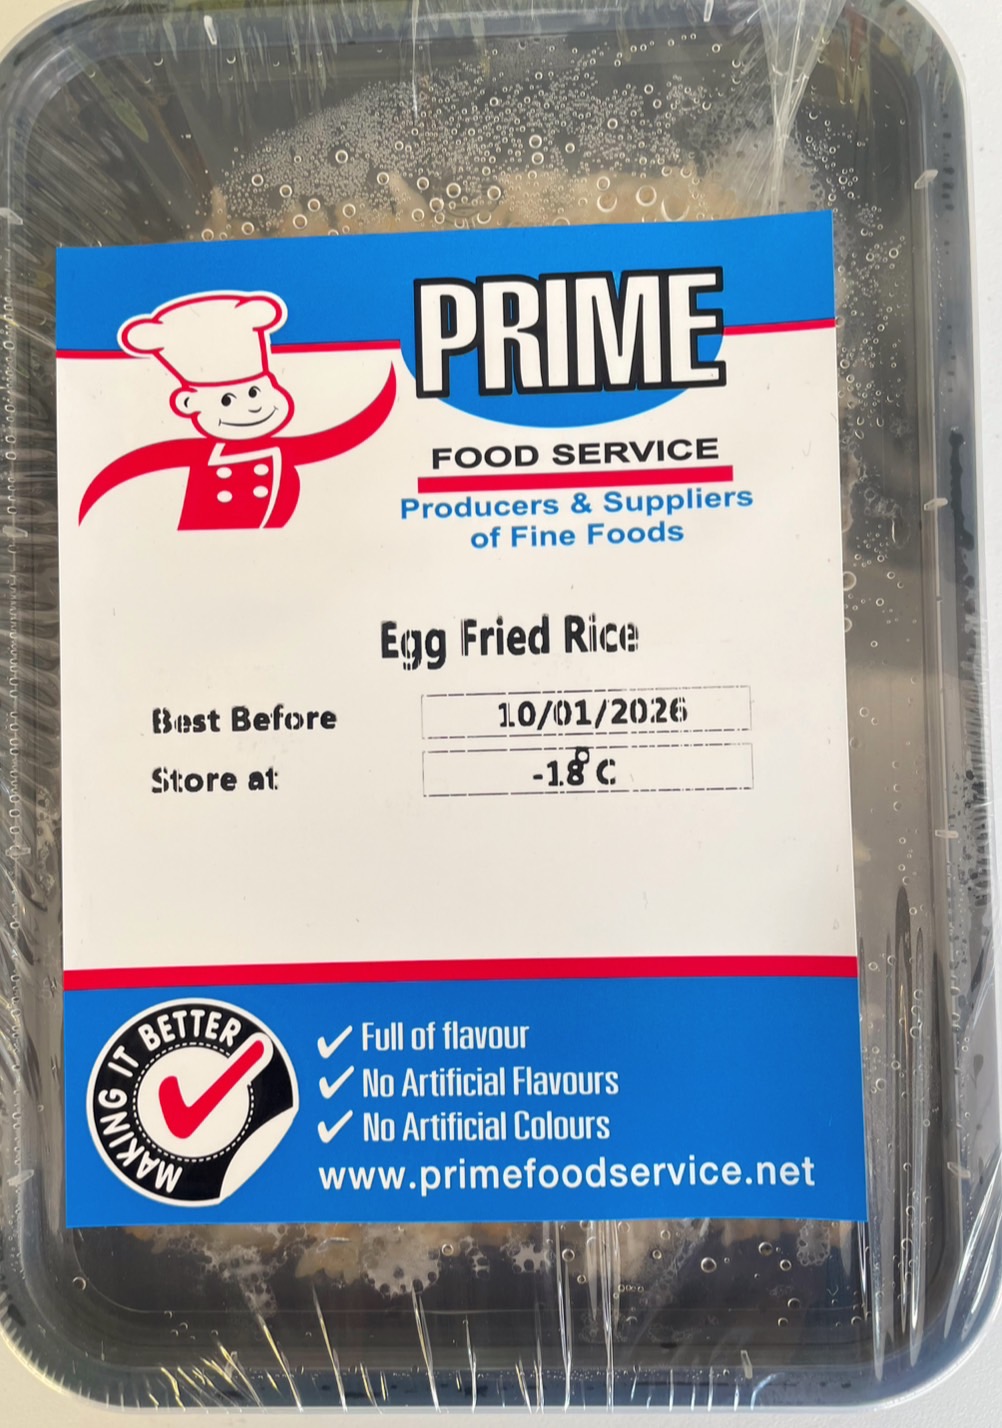 PRIME
FOOD SERVICE
Producers & Suppliers
of Fine Foods
Egg Fried Rice
Best Before 10/01/2026
Store at -18°C
MAKING IT BETTER
Full of flavour
No Artificial Flavours
No Artificial Colours
www.primefoodservice.net